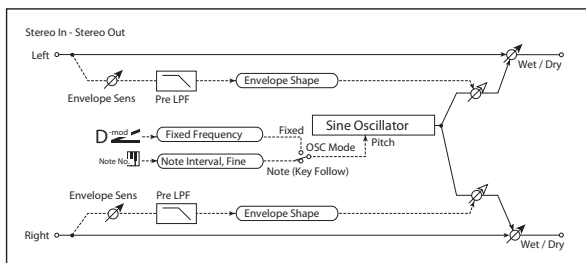 Stereo In - Stereo Out
Left
Wet / Dry
Envelope Sens
Pre LPF
Envelope Shape
D-mod
Fixed Frequency
Fixed
Sine Oscillator
OSC Mode
Pitch
Note No.
Note Interval, Fine
Note (Key Follow)
Envelope Sens
Pre LPF
Envelope Shape
Right
Wet / Dry